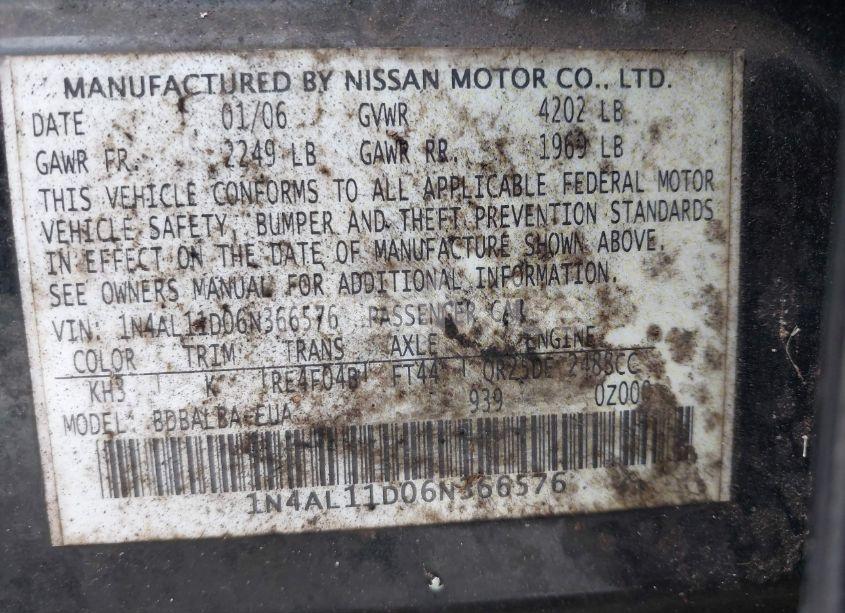 MANUFACTURED BY NISSAN MOTOR CO., LTD.
DATE 01/06 GVWR 4202 LB
GAWR FR. 2249 LB GAWR RR. 1969 LB
THIS VEHICLE CONFORMS TO ALL APPLICABLE FEDERAL MOTOR
VEHICLE SAFETY, BUMPER AND THEFT PREVENTION STANDARDS
IN EFFECT ON THE DATE OF MANUFACTURE SHOWN ABOVE.
SEE OWNERS MANUAL FOR ADDITIONAL INFORMATION.
VIN: 1N4AL11D06N366576 PASSENGER CAR
COLOR TRIM TRANS AXLE ENGINE
KH3 K RE4F04B FT44 QR25DE 2488CC
MODEL: BDBALBA-EUA 939 0Z000
1N4AL11D06N366576